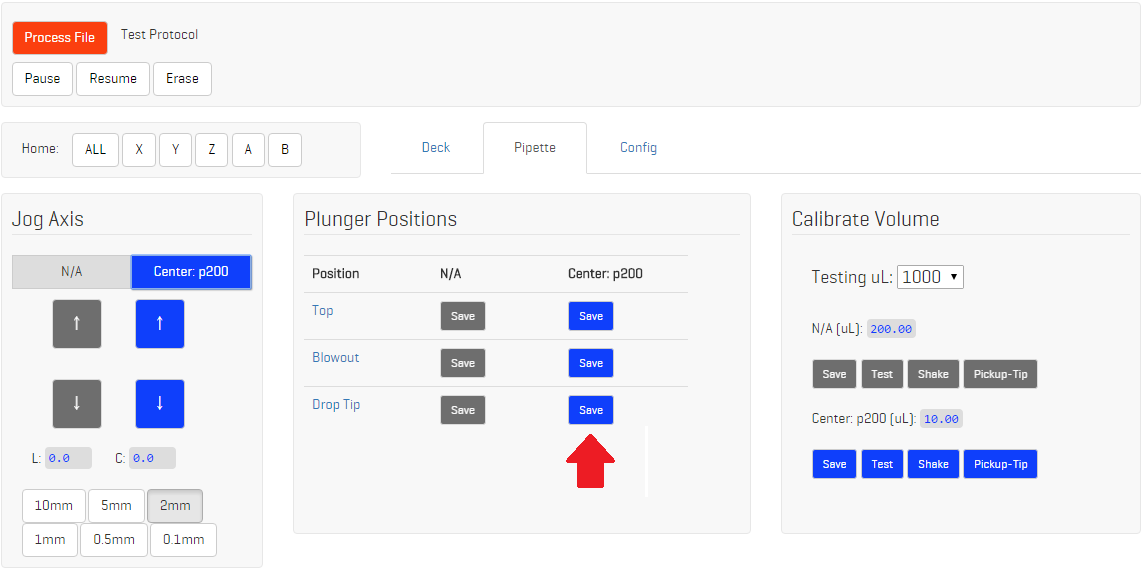 Process File Test Protocol
Pause Resume Erase
Home: ALL X Y Z A B
Deck Pipette Config
Jog Axis
N/A Center: p200
↑ ↑
↓ ↓
L: 0.0 C: 0.0
10mm 5mm 2mm
1mm 0.5mm 0.1mm
Plunger Positions
Position N/A Center: p200
Top Save Save
Blowout Save Save
Drop Tip Save Save
Calibrate Volume
Testing uL: 1000
N/A (uL): 200.00
Save Test Shake Pickup-Tip
Center: p200 (uL): 10.00
Save Test Shake Pickup-Tip